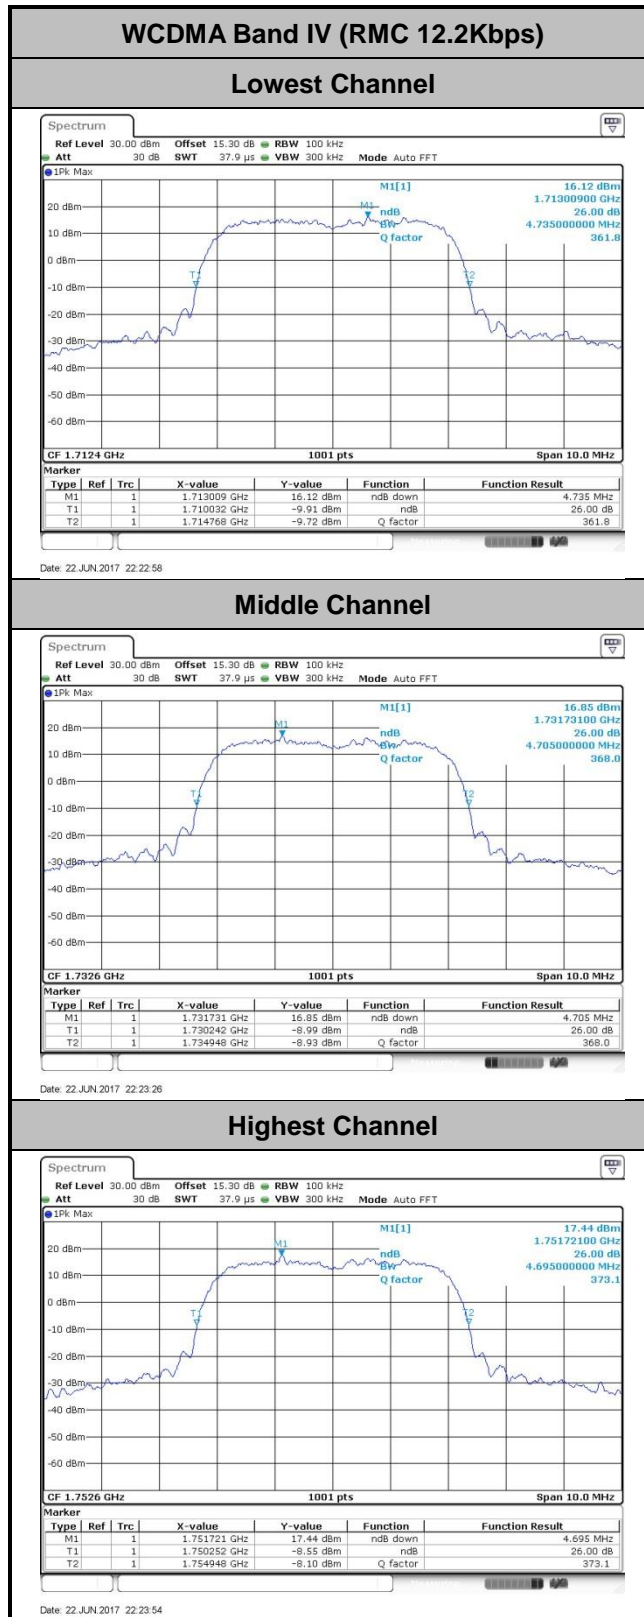 WCDMA Band IV (RMC 12.2Kbps)
Lowest Channel
Spectrum
Ref Level 30.00 dBm Offset 15.30 dB RBW 100 kHz
Att 30 dB SWT 37.9 µs VBW 300 kHz Mode Auto FFT
1Pk Max
M1[1] 16.12 dBm
1.71300900 GHz
20 dBm
M1
ndB 26.00 dB
10 dBm
BW 4.735000000 MHz
Q factor 361.8
0 dBm
T1
T2
-10 dBm
-20 dBm
-30 dBm
-40 dBm
-50 dBm
-60 dBm
CF 1.7124 GHz 1001 pts Span 10.0 MHz
Marker
Type Ref Trc X-value Y-value Function Function Result
M1 1 1.713009 GHz 16.12 dBm ndB down 4.735 MHz
T1 1 1.710032 GHz -9.91 dBm ndB 26.00 dB
T2 1 1.714768 GHz -9.72 dBm Q factor 361.8
Date: 22.JUN.2017 22:22:58
Middle Channel
Spectrum
Ref Level 30.00 dBm Offset 15.30 dB RBW 100 kHz
Att 30 dB SWT 37.9 µs VBW 300 kHz Mode Auto FFT
1Pk Max
M1[1] 16.85 dBm
1.73173100 GHz
20 dBm
M1
ndB 26.00 dB
BW 4.705000000 MHz
10 dBm
Q factor 368.0
0 dBm
T1
T2
-10 dBm
-20 dBm
-30 dBm
-40 dBm
-50 dBm
-60 dBm
CF 1.7326 GHz 1001 pts Span 10.0 MHz
Marker
Type Ref Trc X-value Y-value Function Function Result
M1 1 1.731731 GHz 16.85 dBm ndB down 4.705 MHz
T1 1 1.730242 GHz -8.99 dBm ndB 26.00 dB
T2 1 1.734948 GHz -8.93 dBm Q factor 368.0
Date: 22.JUN.2017 22:23:26
Highest Channel
Spectrum
Ref Level 30.00 dBm Offset 15.30 dB RBW 100 kHz
Att 30 dB SWT 37.9 µs VBW 300 kHz Mode Auto FFT
1Pk Max
M1[1] 17.44 dBm
1.75172100 GHz
20 dBm
M1
ndB 26.00 dB
BW 4.695000000 MHz
10 dBm
Q factor 373.1
0 dBm
T1
T2
-10 dBm
-20 dBm
-30 dBm
-40 dBm
-50 dBm
-60 dBm
CF 1.7526 GHz 1001 pts Span 10.0 MHz
Marker
Type Ref Trc X-value Y-value Function Function Result
M1 1 1.751721 GHz 17.44 dBm ndB down 4.695 MHz
T1 1 1.750252 GHz -8.55 dBm ndB 26.00 dB
T2 1 1.754948 GHz -8.10 dBm Q factor 373.1
Date: 22.JUN.2017 22:23:54